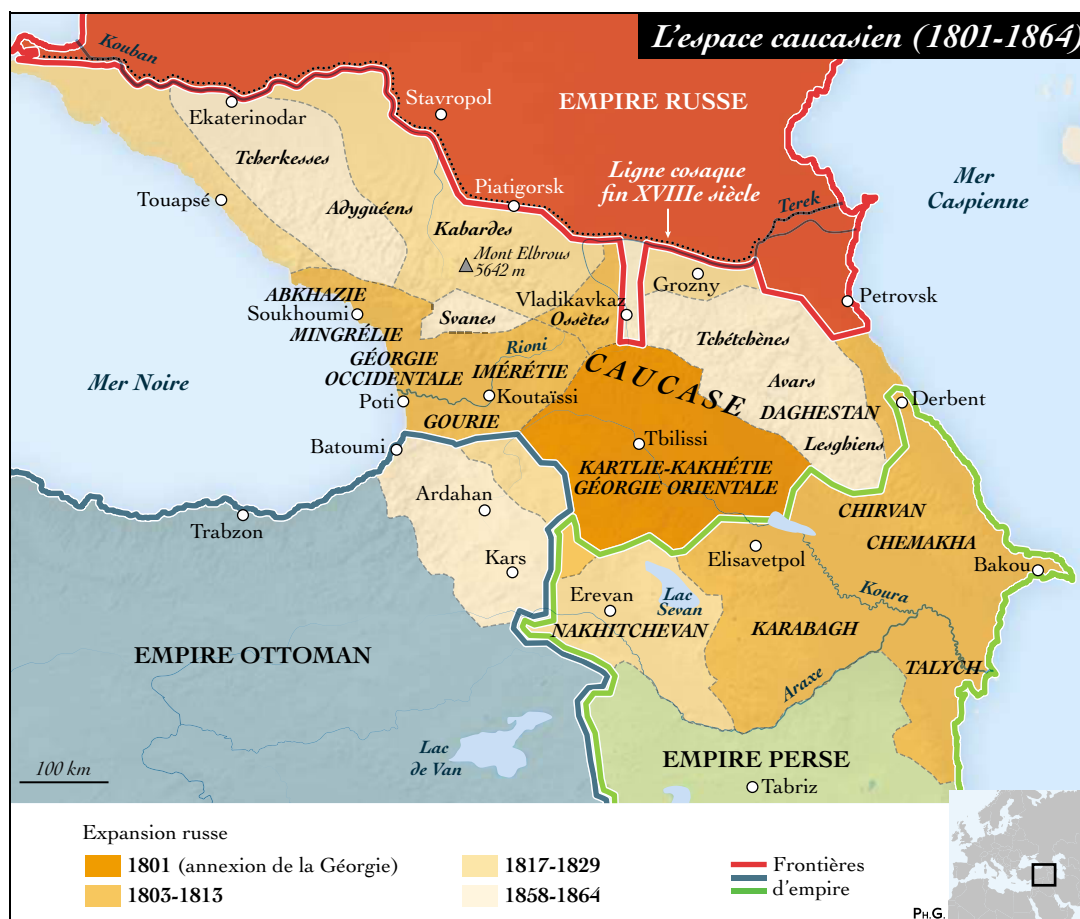 L'espace caucasien (1801-1864)
Kouban
Stavropol
EMPIRE RUSSE
Ekaterinodar
Tcherkesses
Ligne cosaque
fin XVIIIe siècle
Mer
Caspienne
Touapsé
Adyguéens
Piatigorsk
Terek
Kabardes
Mont Elbrous
5642 m
Grozny
ABKHAZIE
Soukhoumi
MINGRÉLIE
Svanes
Vladikavkaz
Ossètes
Petrovsk
Tchétchènes
Mer Noire
GÉORGIE
OCCIDENTALE
Rioni
IMÉRÉTIE
CAUCASE
Avars
DAGHESTAN
Poti
Koutaïssi
Derbent
GOURIE
Lesghiens
Batoumi
Tbilissi
KARTLIE-KAKHÉTIE
GÉORGIE ORIENTALE
Ardahan
Trabzon
CHIRVAN
CHEMAKHA
Kars
Elisavetpol
Bakou
Erevan
Lac
Sevan
Koura
NAKHITCHEVAN
KARABAGH
EMPIRE OTTOMAN
TALYCH
Araxe
Lac
de Van
EMPIRE PERSE
100 km
Tabriz
Expansion russe
1801 (annexion de la Géorgie)
1803-1813
1817-1829
1858-1864
Frontières
d'empire
PH.G.